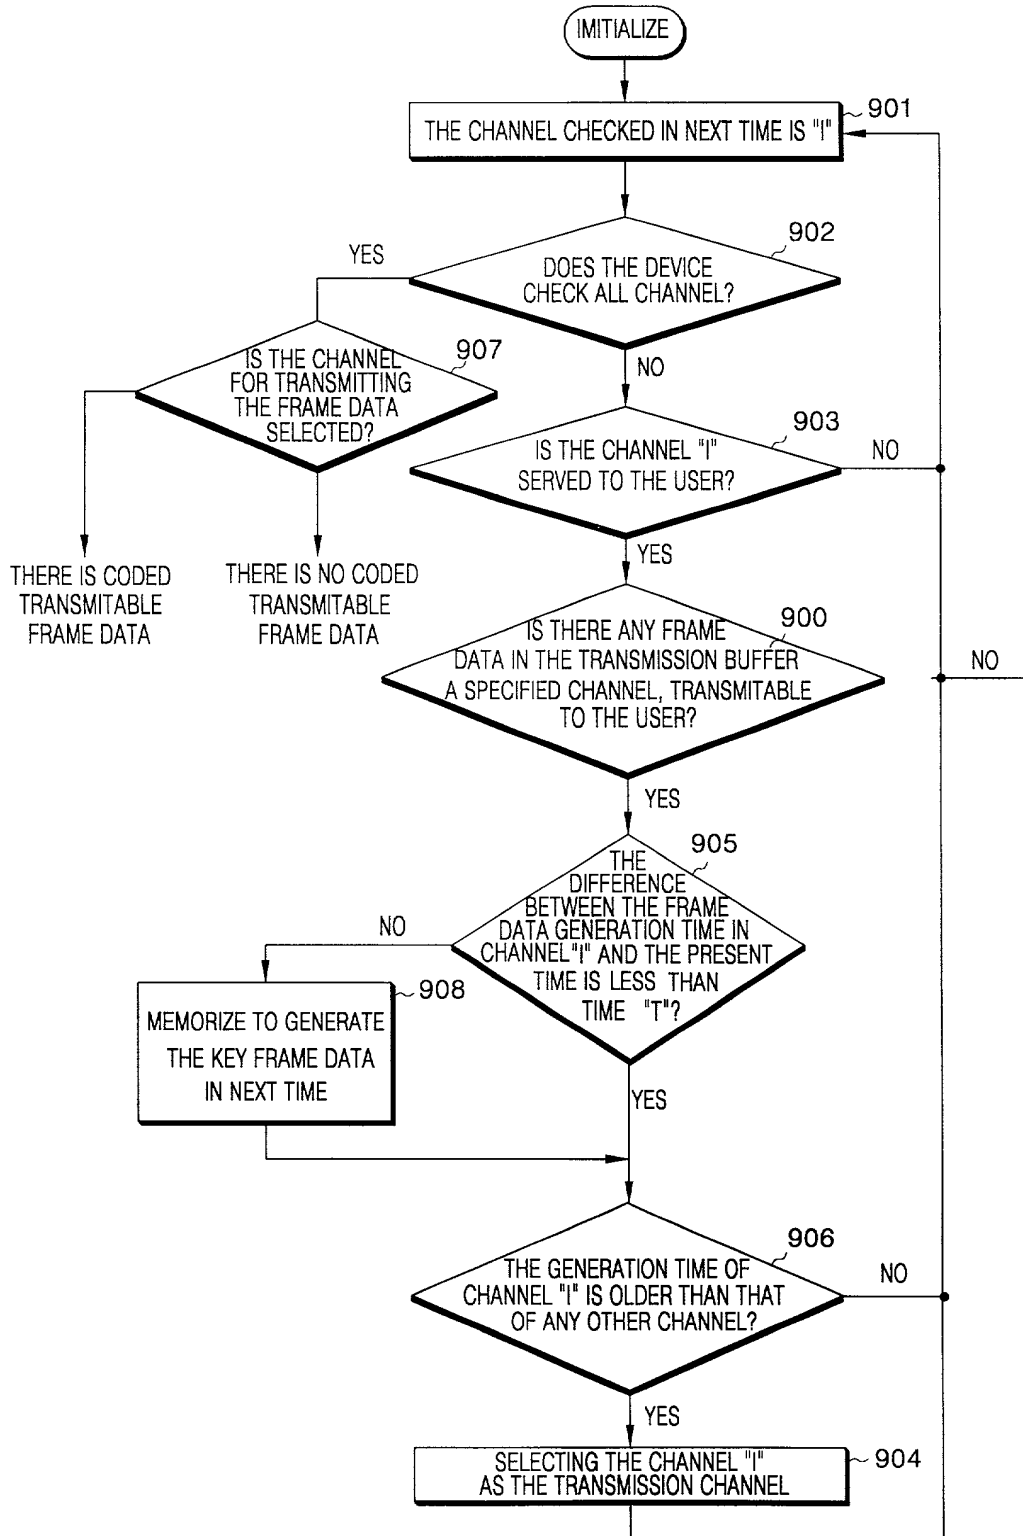 IMITIALIZE
901
THE CHANNEL CHECKED IN NEXT TIME IS "I"
902
YES
DOES THE DEVICE
CHECK ALL CHANNEL?
NO
907
IS THE CHANNEL
FOR TRANSMITTING
THE FRAME DATA
SELECTED?
903
IS THE CHANNEL "I"
SERVED TO THE USER?
NO
YES
THERE IS CODED
TRANSMITABLE
FRAME DATA
THERE IS NO CODED
TRANSMITABLE
FRAME DATA
900
IS THERE ANY FRAME
DATA IN THE TRANSMISSION BUFFER
A SPECIFIED CHANNEL, TRANSMITABLE
TO THE USER?
NO
YES
905
THE
DIFFERENCE
BETWEEN THE FRAME
DATA GENERATION TIME IN
CHANNEL"I" AND THE PRESENT
TIME IS LESS THAN
TIME "T"?
NO
908
MEMORIZE TO GENERATE
THE KEY FRAME DATA
IN NEXT TIME
YES
906
THE GENERATION TIME OF
CHANNEL "I" IS OLDER THAN THAT
OF ANY OTHER CHANNEL?
NO
YES
904
SELECTING THE CHANNEL "I"
AS THE TRANSMISSION CHANNEL